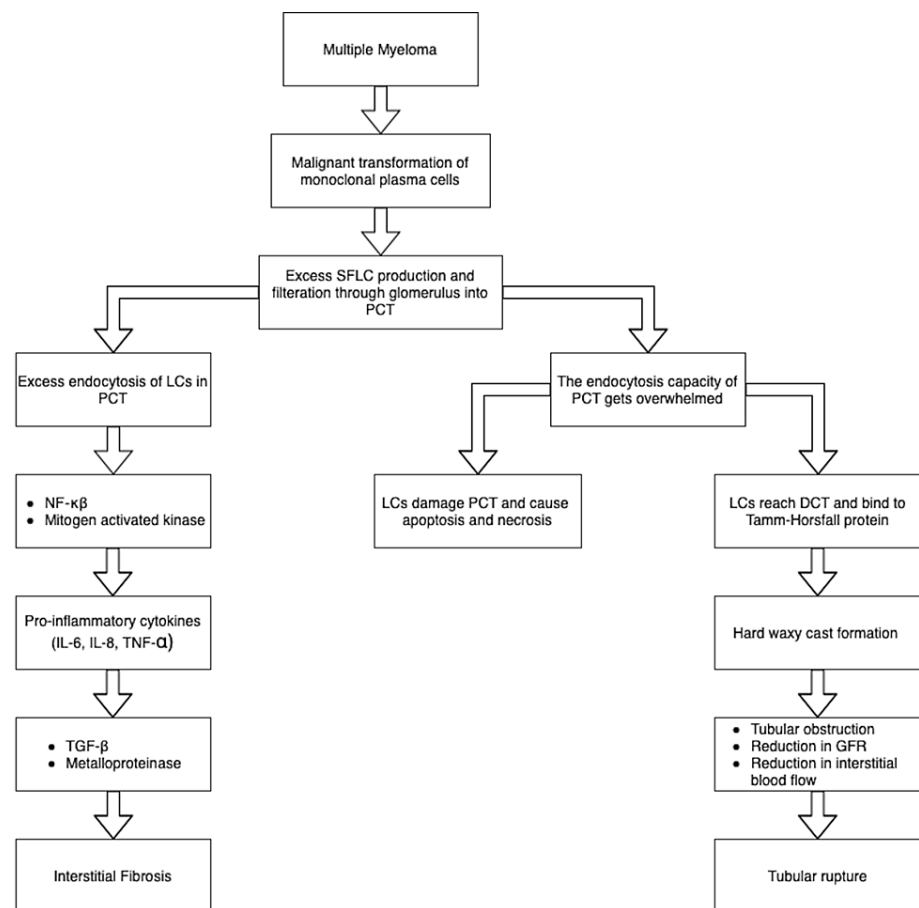 Multiple Myeloma
Malignant transformation of
monoclonal plasma cells
Excess SFLC production and
filteration through glomerulus into
PCT
Excess endocytosis of LCs in
PCT
The endocytosis capacity of
PCT gets overwhelmed
• NF-κβ
• Mitogen activated kinase
LCs damage PCT and cause
apoptosis and necrosis
LCs reach DCT and bind to
Tamm-Horsfall protein
Pro-inflammatory cytokines
(IL-6, IL-8, TNF-α)
Hard waxy cast formation
• TGF-β
• Metalloproteinase
• Tubular obstruction
• Reduction in GFR
• Reduction in interstitial
blood flow
Interstitial Fibrosis
Tubular rupture